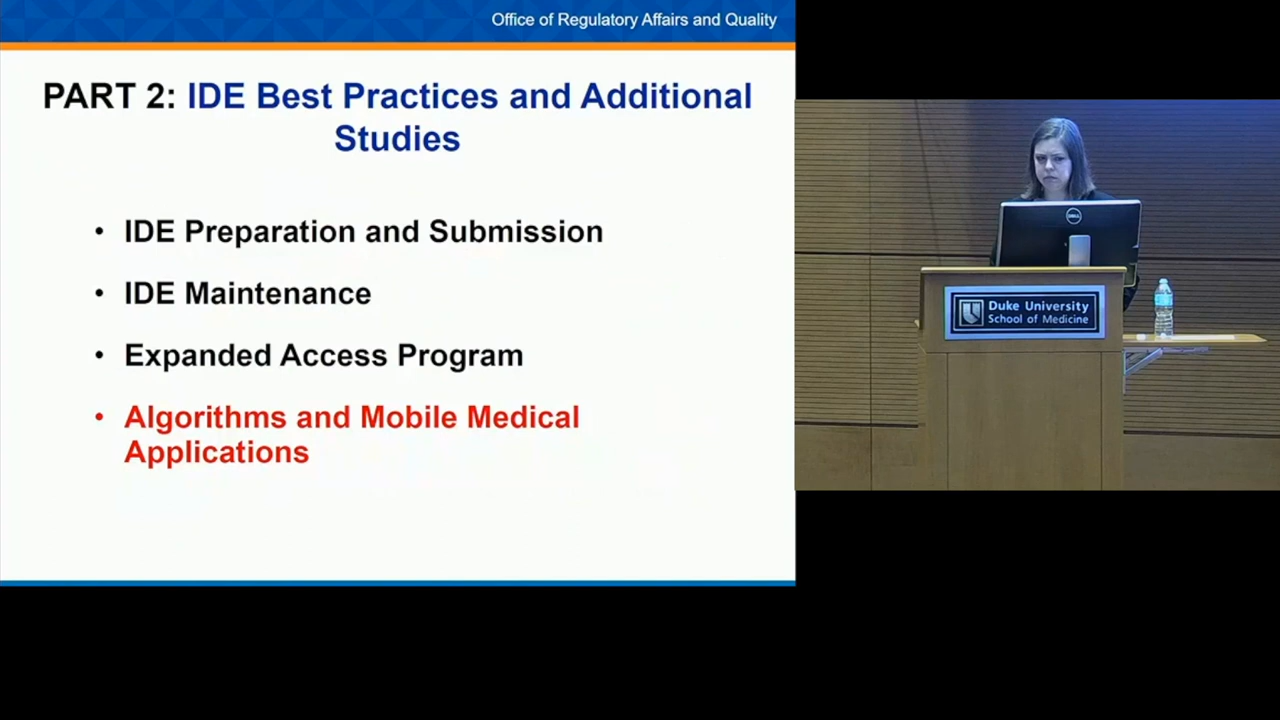 Office of Regulatory Affairs and Quality
PART 2: IDE Best Practices and Additional
Studies
• IDE Preparation and Submission
• IDE Maintenance
• Expanded Access Program
• Algorithms and Mobile Medical
Applications
DELL
Duke University
School of Medicine